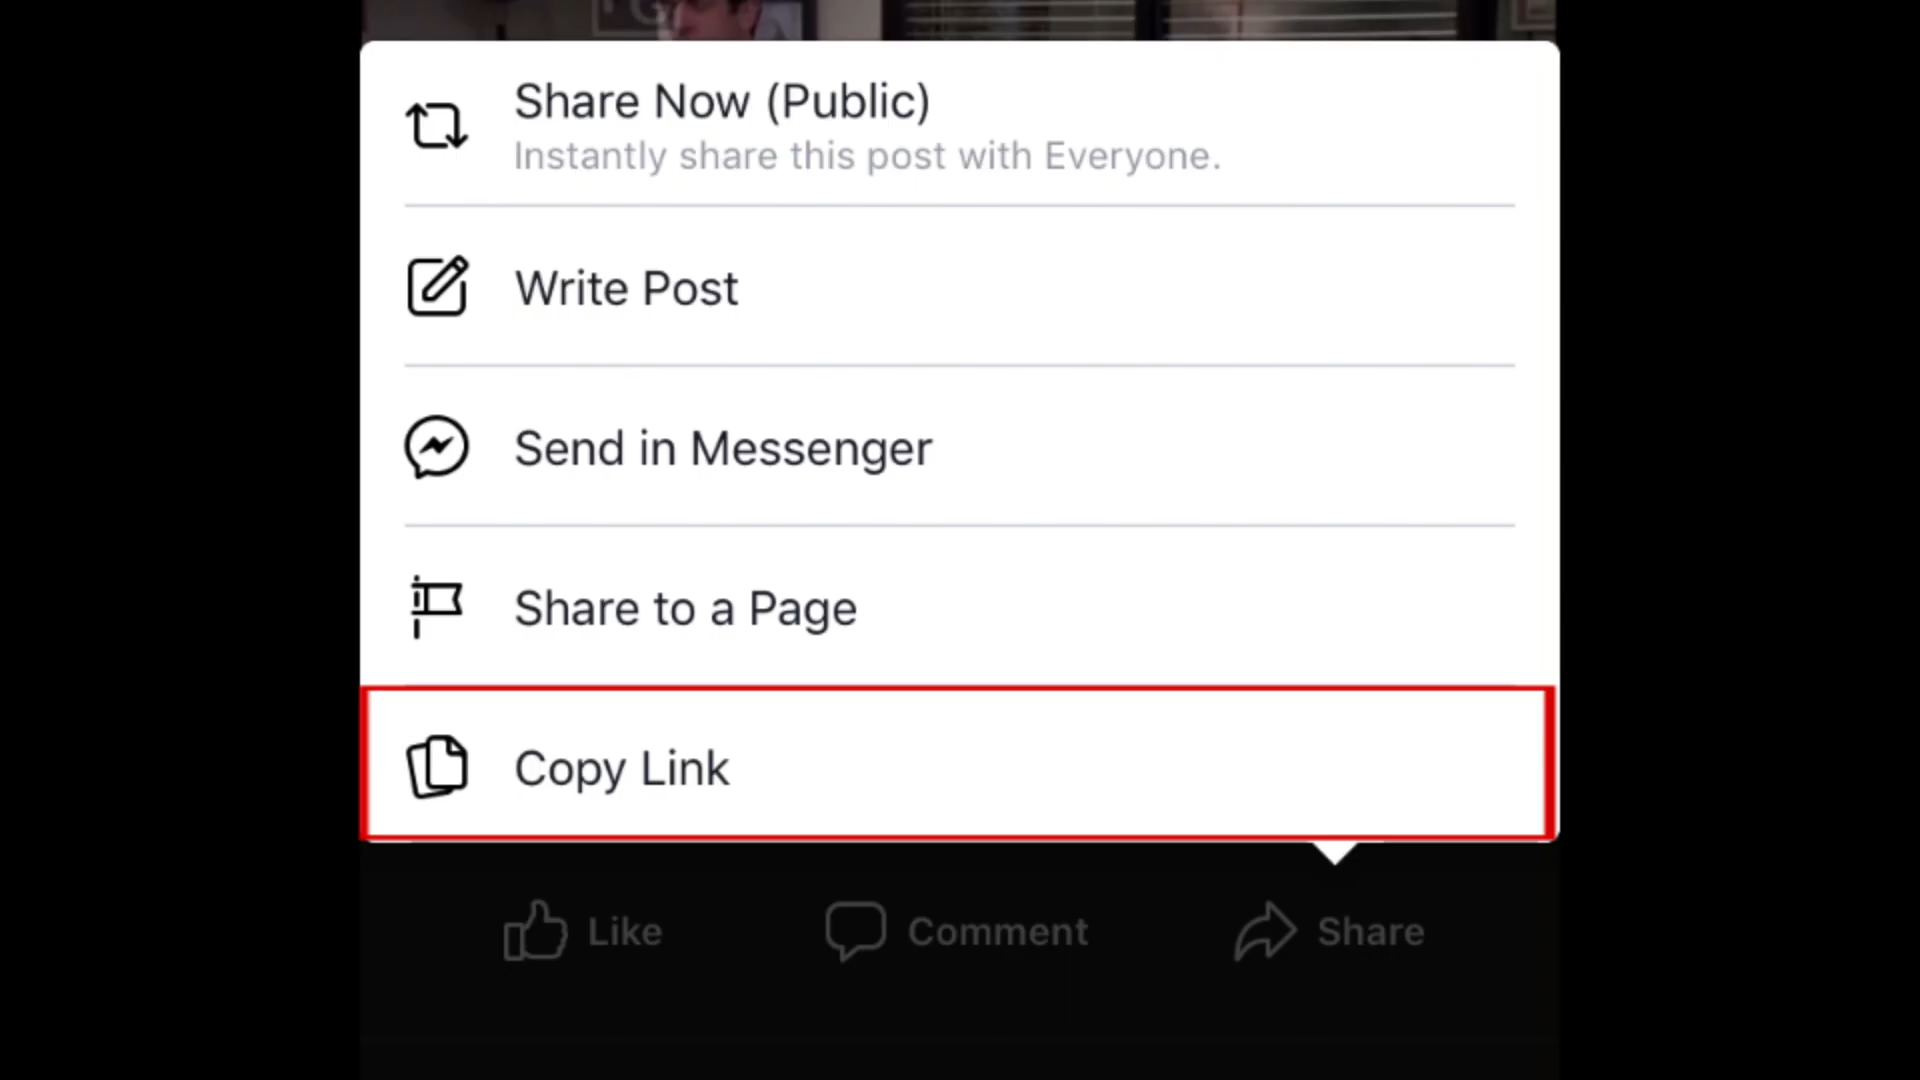 Share Now (Public)
Instantly share this post with Everyone.
Write Post
Send in Messenger
Share to a Page
Copy Link
Like
Comment
Share